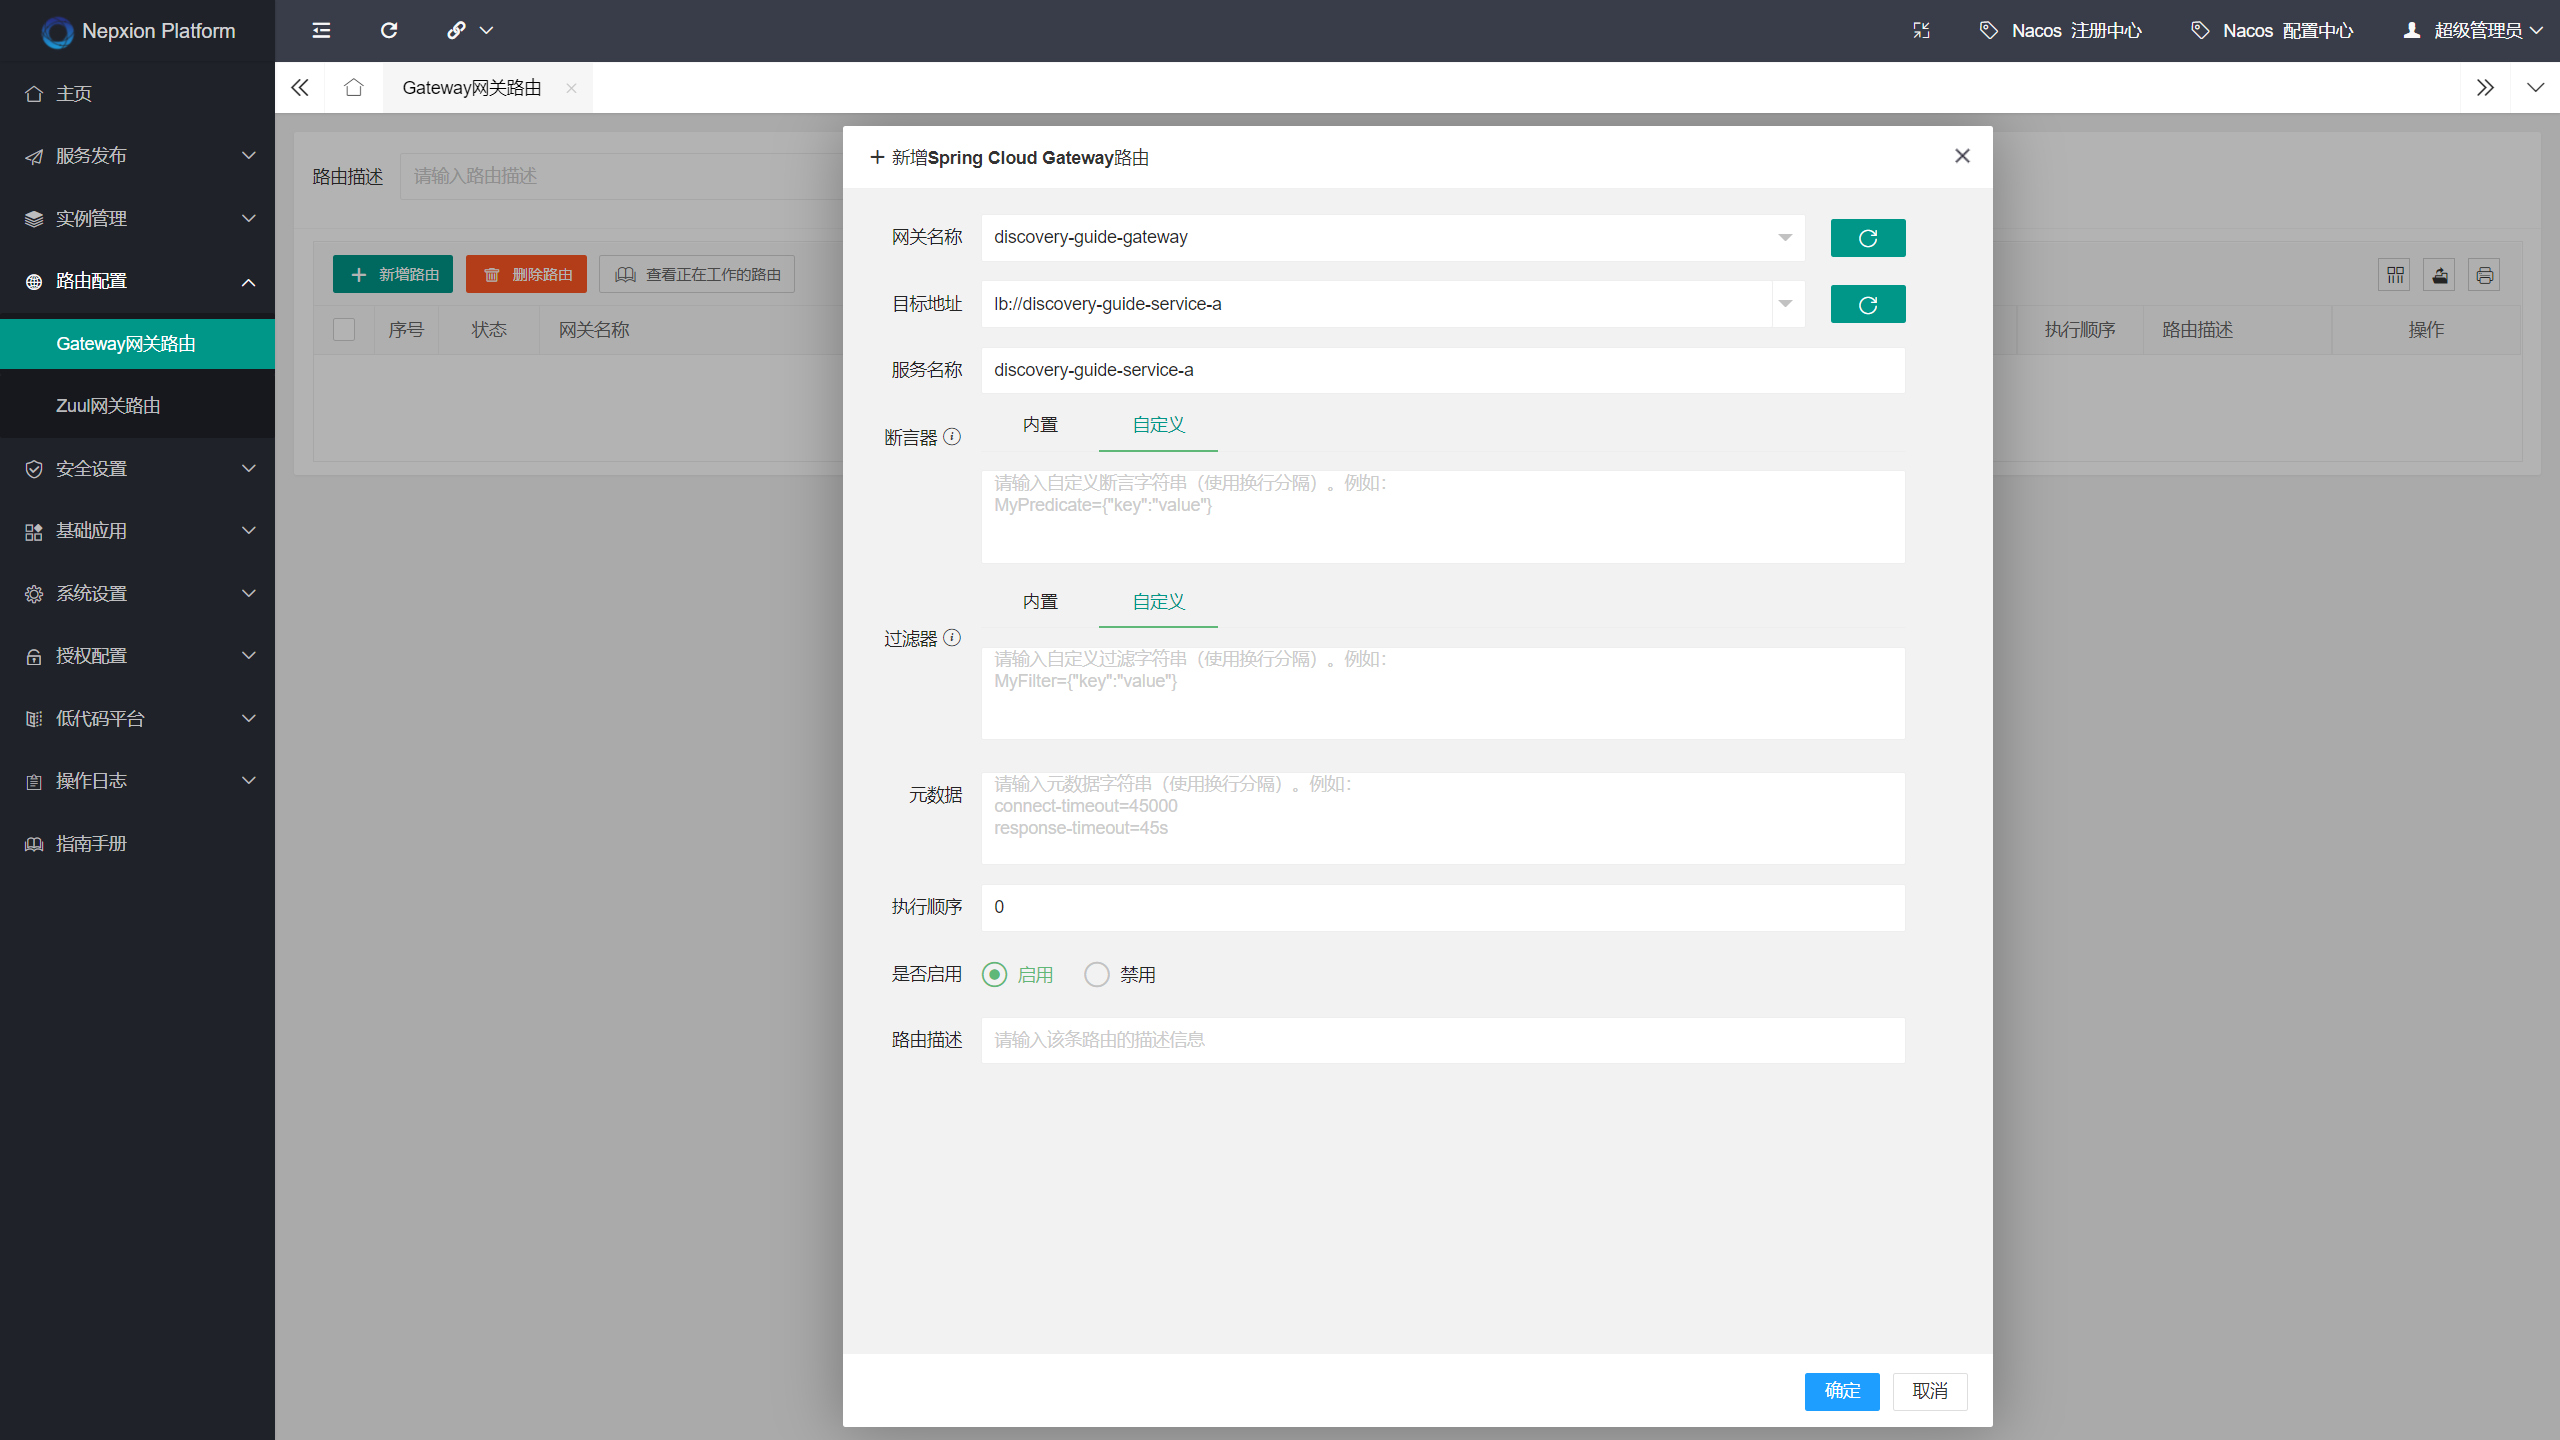 Nepxion Platform
Nacos 注册中心
Nacos 配置中心
超级管理员
主页
服务发布
实例管理
路由配置
Gateway网关路由
Zuul网关路由
安全设置
基础应用
系统设置
授权配置
低代码平台
操作日志
指南手册
Gateway网关路由
路由描述
请输入路由描述
新增路由
删除路由
查看正在工作的路由
序号
状态
网关名称
执行顺序
路由描述
操作
新增Spring Cloud Gateway路由
网关名称
discovery-guide-gateway
目标地址
lb://discovery-guide-service-a
服务名称
discovery-guide-service-a
断言器
内置
自定义
请输入自定义断言字符串（使用换行分隔）。例如：
MyPredicate={"key":"value"}
过滤器
内置
自定义
请输入自定义过滤字符串（使用换行分隔）。例如：
MyFilter={"key":"value"}
元数据
请输入元数据字符串（使用换行分隔）。例如：
connect-timeout=45000
response-timeout=45s
执行顺序
0
是否启用
启用
禁用
路由描述
请输入该条路由的描述信息
确定
取消